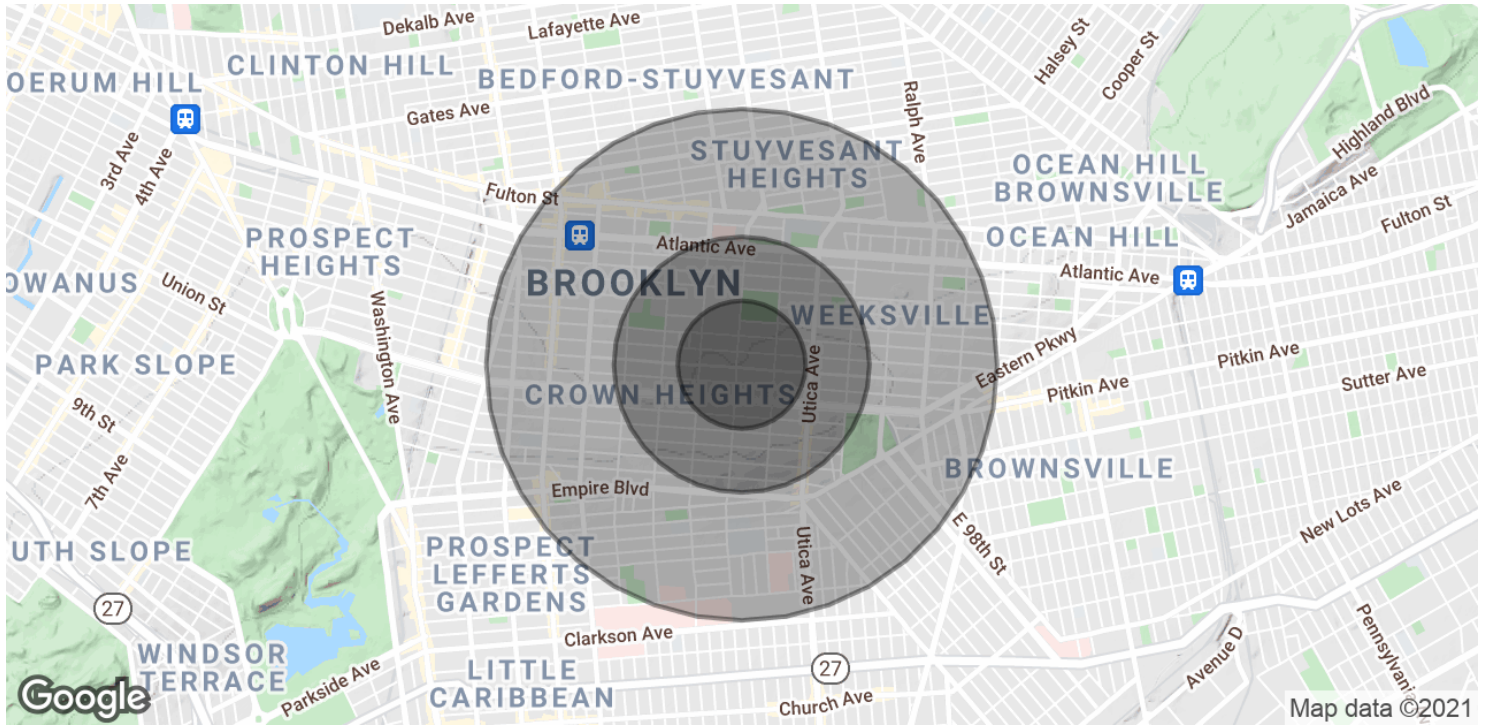 Dekalb Ave
Lafayette Ave
Halsey St
Cooper St
CLINTON HILL
OERUM HILL
BEDFORD-STUYVESANT
Ralph Ave
Highland Blvd
Gates Ave
3rd Ave
4th Ave
STUYVESANT
HEIGHTS
OCEAN HILL
BROWNSVILLE
Jamaica Ave
Fulton St
Fulton St
PROSPECT
HEIGHTS
Atlantic Ave
OCEAN HILL
Atlantic Ave
OWANUS
Union St
BROOKLYN
Washington Ave
WEEKSVILLE
Eastern Pkwy
Pitkin Ave
PARK SLOPE
Utica Ave
Pitkin Ave
Sutter Ave
CROWN HEIGHTS
9th St
7th Ave
BROWNSVILLE
Empire Blvd
New Lots Ave
E 98th St
UTH SLOPE
PROSPECT
LEFFERTS
GARDENS
Utica Ave
27
Clarkson Ave
Avenue D
Pennsylvania
WINDSOR
TERRACE
Parkside Ave
LITTLE
CARIBBEAN
27
Church Ave
Google
Map data ©2021